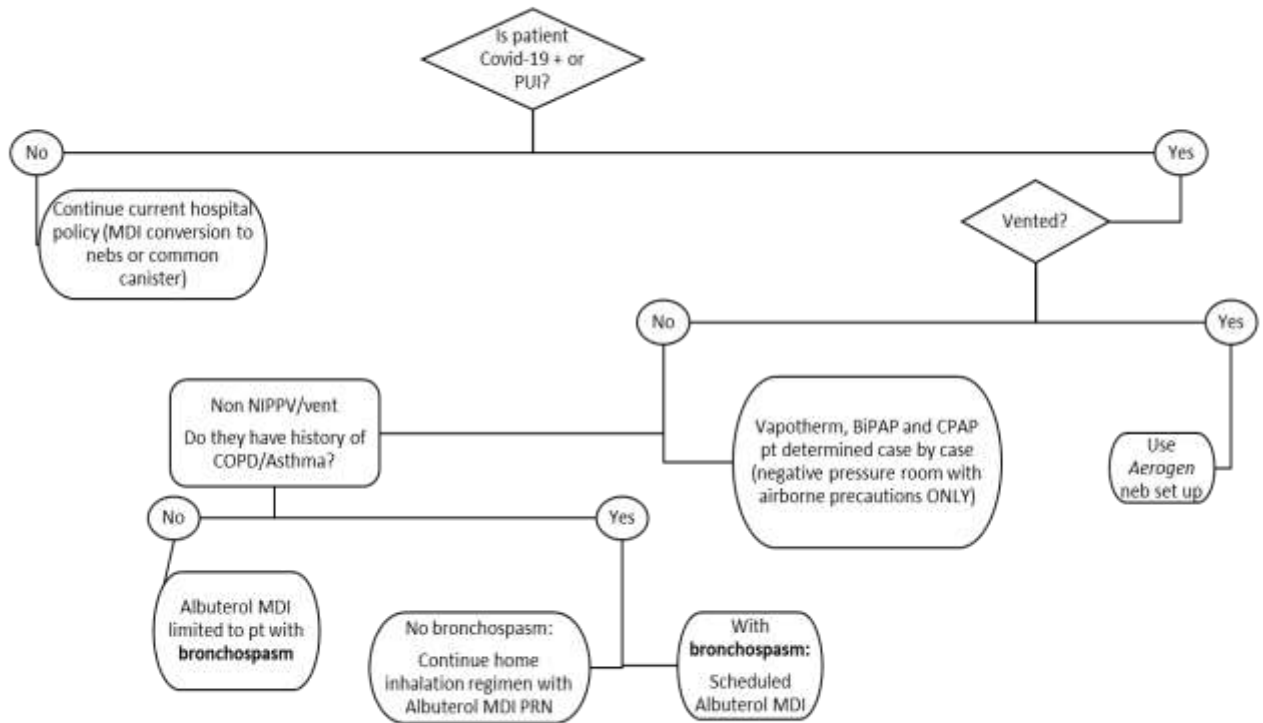 Is patient
Covid-19 + or
PUI?
No
Yes
Continue current hospital
policy (MDI conversion to
nebs or common
canister)
Vented?
No
Yes
Non NIPPV/vent
Do they have history of
COPD/Asthma?
Vapotherm, BiPAP and CPAP
pt determined case by case
(negative pressure room with
airborne precautions ONLY)
Use
Aerogen
neb set up
No
Yes
Albuterol MDI
limited to pt with
bronchospasm
No bronchospasm:
Continue home
inhalation regimen with
Albuterol MDI PRN
With
bronchospasm:
Scheduled
Albuterol MDI